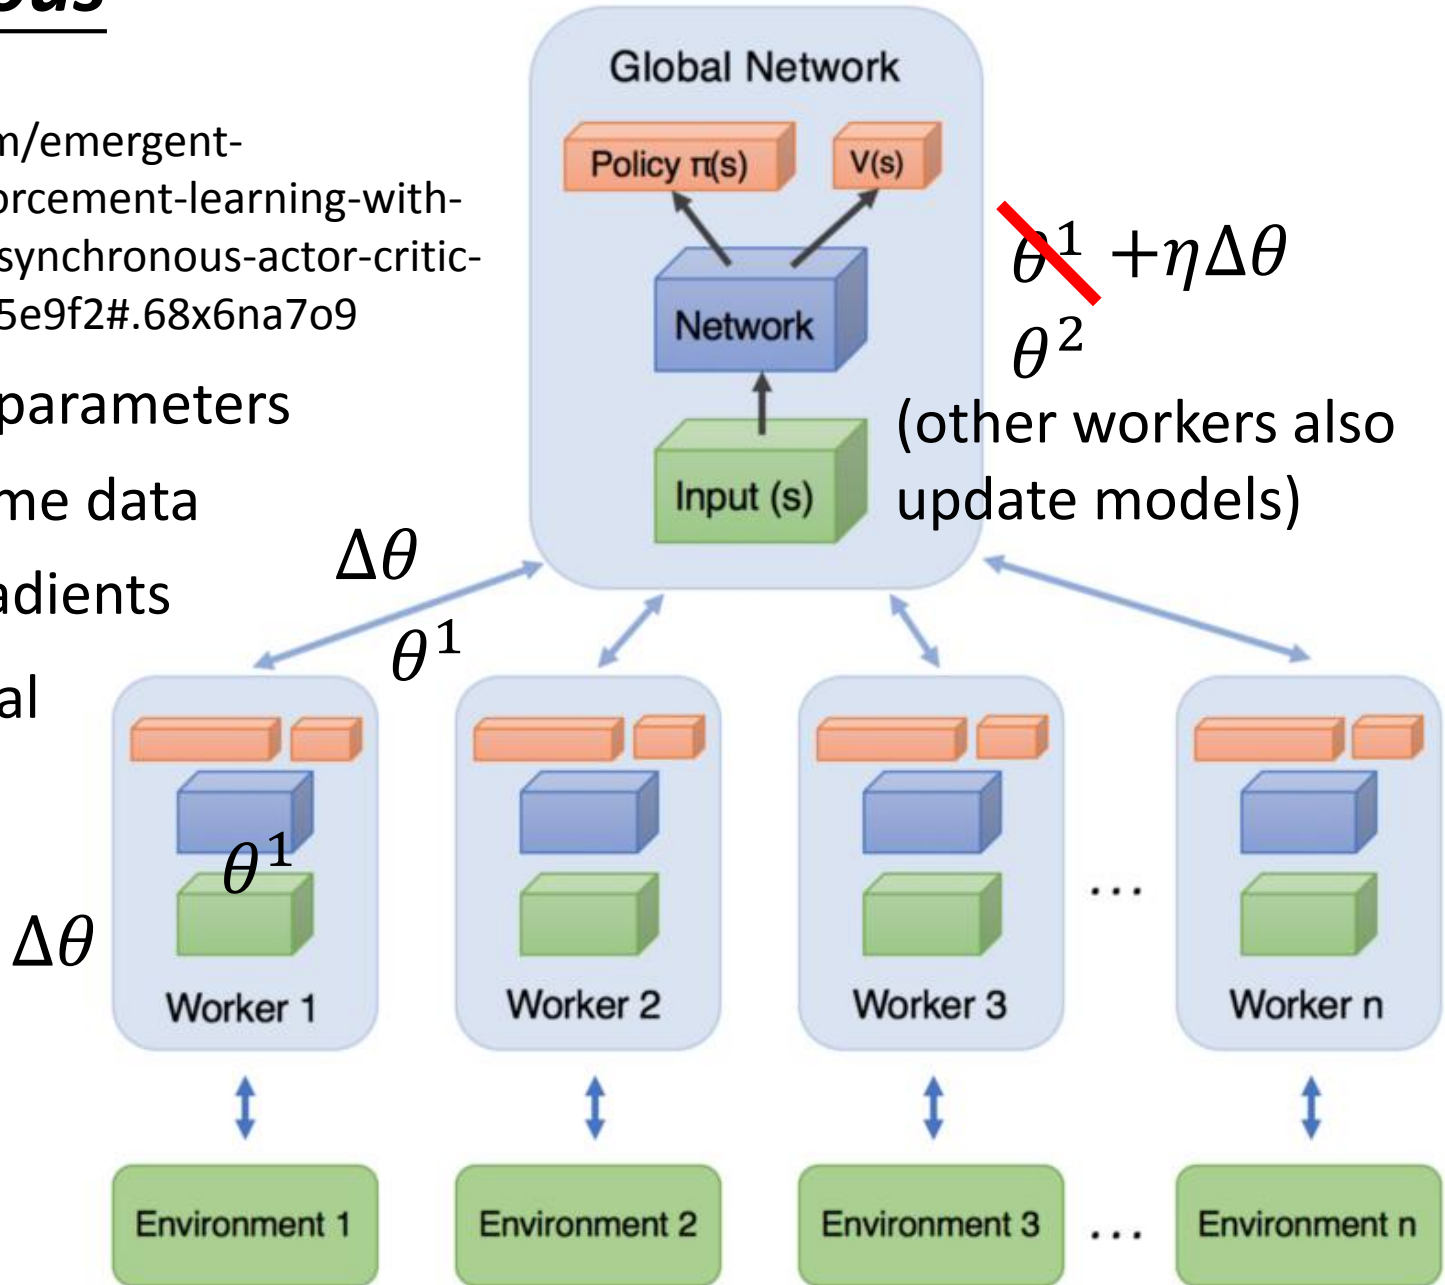 ous
m/emergent-
orcement-learning-with-
synchronous-actor-critic-
5e9f2#.68x6na7o9
parameters
me data
adients
al
Global Network
Policy π(s)
V(s)
Network
Input (s)
θ¹ +ηΔθ
θ²
(other workers also
update models)
Δθ
θ¹
θ¹
Δθ
Worker 1
Worker 2
Worker 3
...
Worker n
Environment 1
Environment 2
Environment 3
...
Environment n